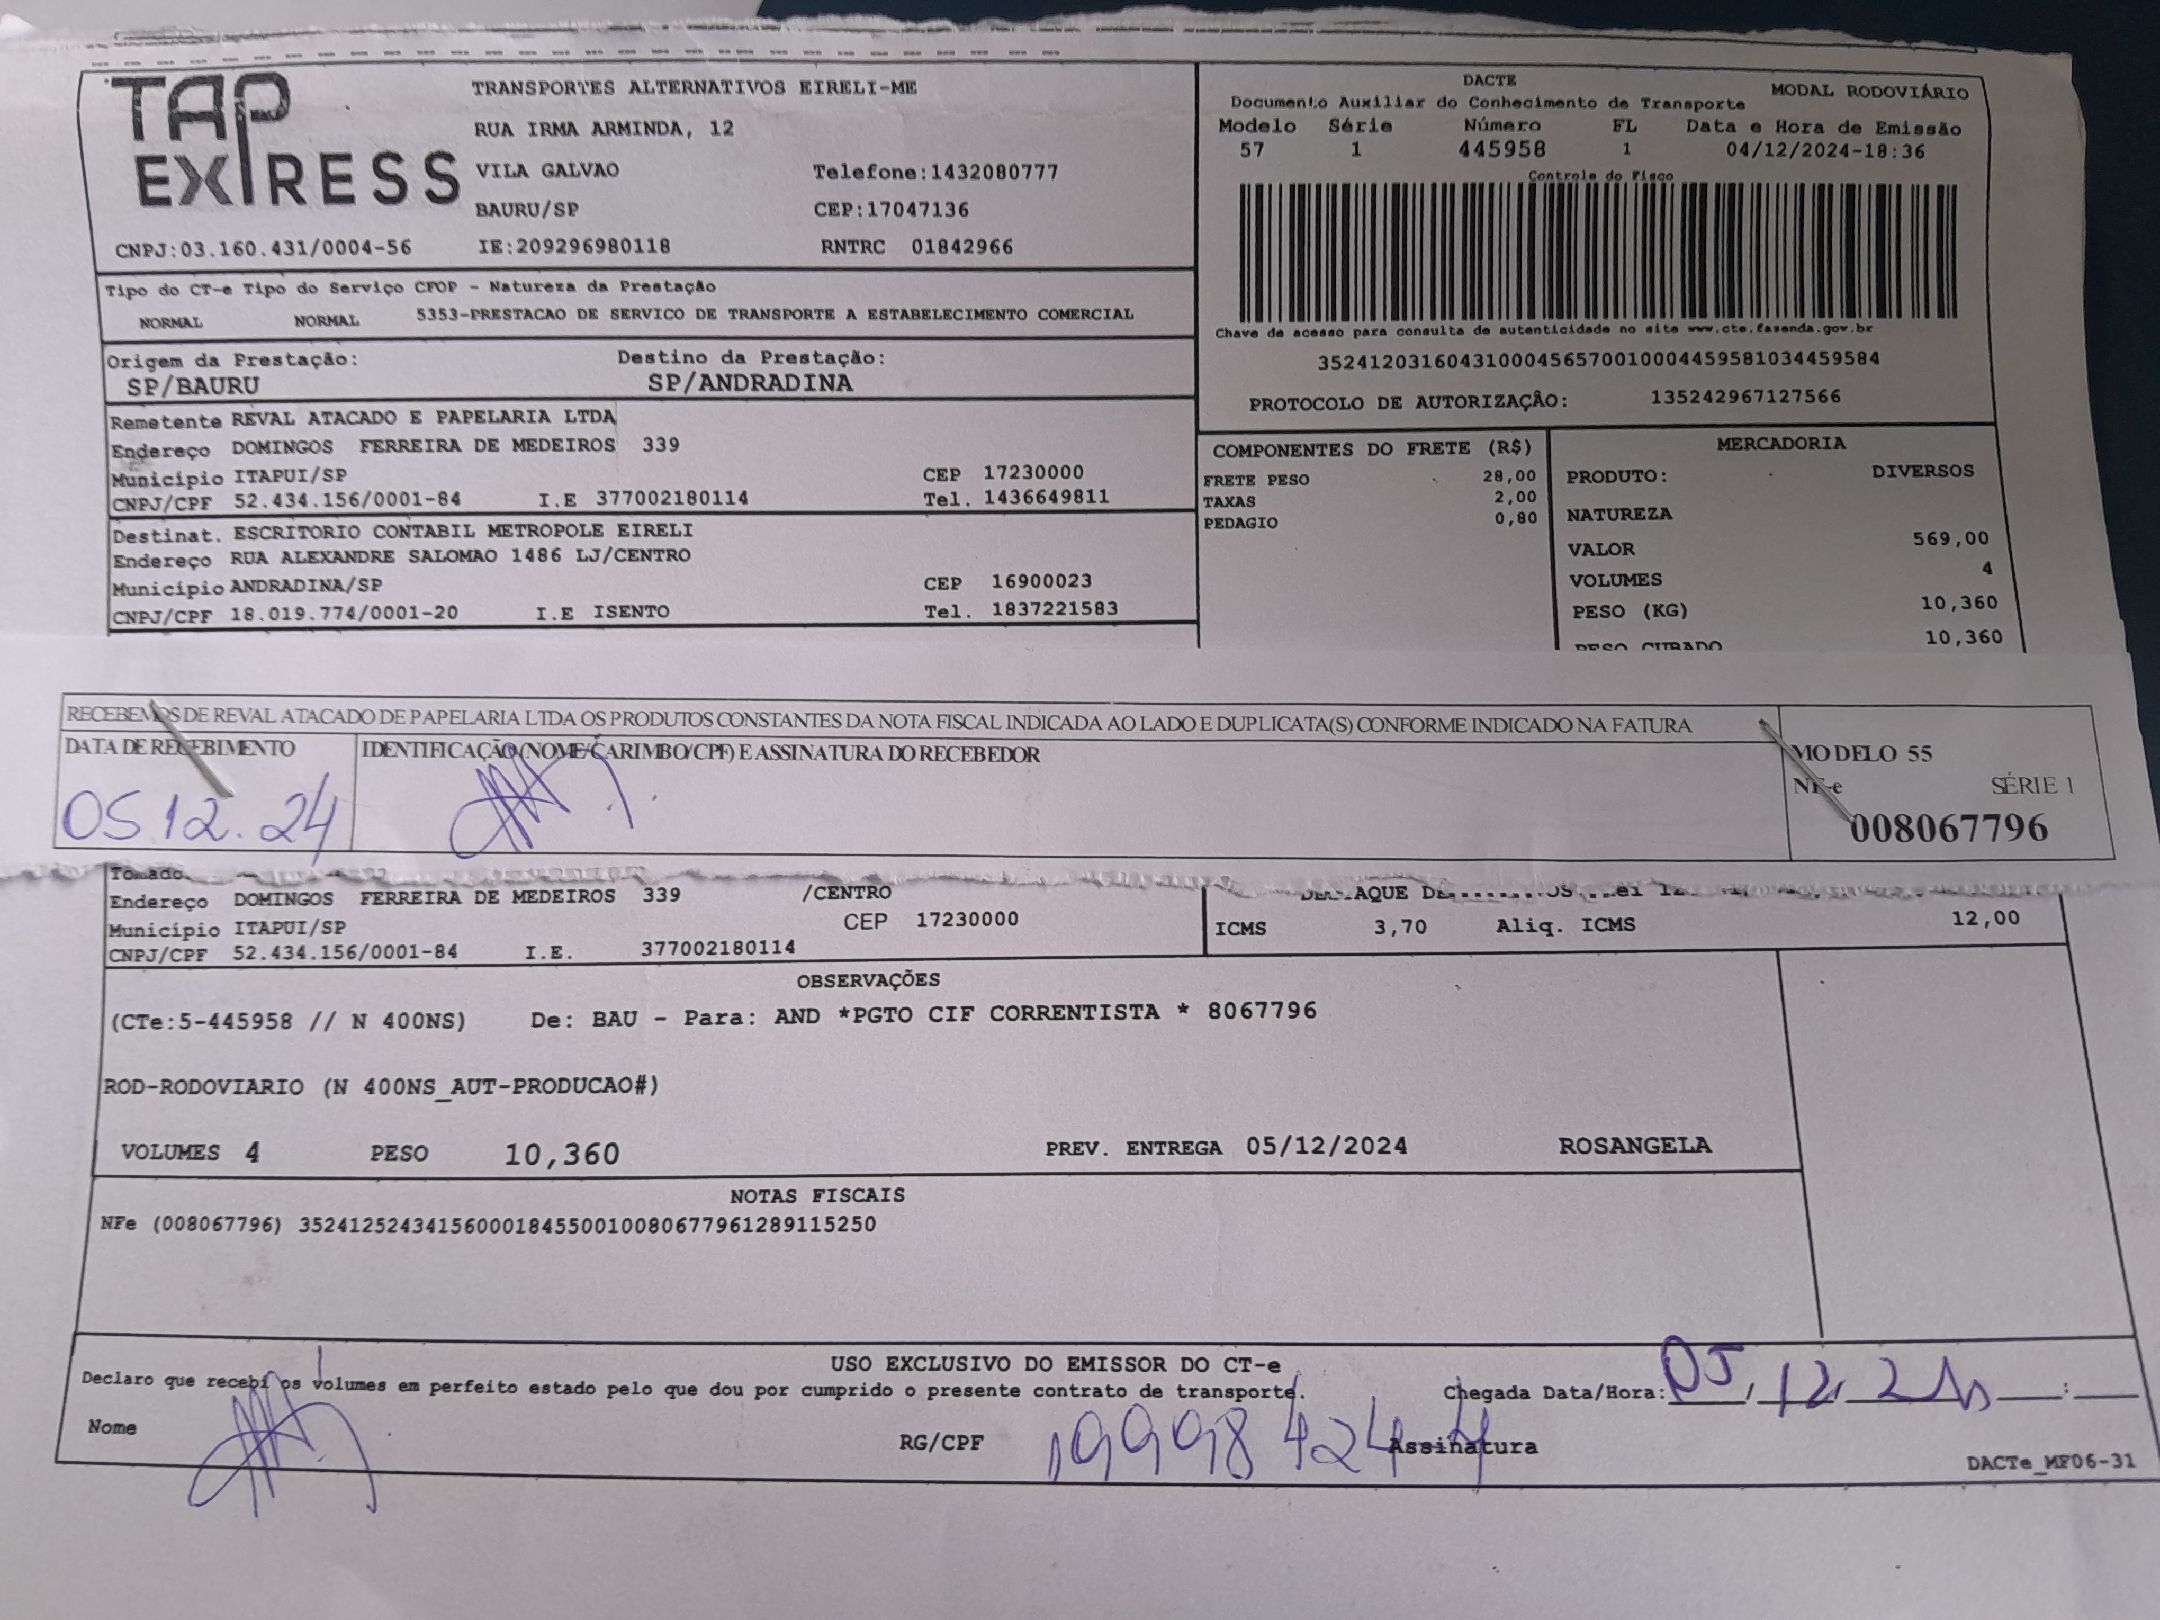 TAP EXPRESS
TRANSPORTES ALTERNATIVOS EIRELI-ME
RUA IRMA ARMINDA, 12
VILA GALVAO Telefone:1432080777
BAURU/SP CEP:17047136
CNPJ:03.160.431/0004-56 IE:209296980118 RNTRC 01842966
DACTE MODAL RODOVIÁRIO
Documento Auxiliar do Conhecimento de Transporte
Modelo Série Número FL Data e Hora de Emissão
57 1 445958 1 04/12/2024-18:36
Controle do Fisco
Chave de acesso para consulta de autenticidade no site www.cte.fazenda.gov.br
35241203160431000456570010004459581034459584
PROTOCOLO DE AUTORIZAÇÃO: 135242967127566
Tipo do CT-e Tipo do Serviço CFOP - Natureza da Prestação
NORMAL NORMAL 5353-PRESTACAO DE SERVICO DE TRANSPORTE A ESTABELECIMENTO COMERCIAL
Origem da Prestação: Destino da Prestação:
SP/BAURU SP/ANDRADINA
Remetente REVAL ATACADO E PAPELARIA LTDA
Endereço DOMINGOS FERREIRA DE MEDEIROS 339
Município ITAPUI/SP CEP 17230000
CNPJ/CPF 52.434.156/0001-84 I.E 377002180114 Tel. 1436649811
Destinat. ESCRITORIO CONTABIL METROPOLE EIRELI
Endereço RUA ALEXANDRE SALOMAO 1486 LJ/CENTRO
Município ANDRADINA/SP CEP 16900023
CNPJ/CPF 18.019.774/0001-20 I.E ISENTO Tel. 1837221583
COMPONENTES DO FRETE (R$)
FRETE PESO 28,00
TAXAS 2,00
PEDAGIO 0,80
MERCADORIA
PRODUTO: DIVERSOS
NATUREZA
VALOR 569,00
VOLUMES 4
PESO (KG) 10,360
PESO CUBADO 10,360
RECEBEMOS DE REVAL ATACADO DE PAPELARIA LTDA OS PRODUTOS CONSTANTES DA NOTA FISCAL INDICADA AO LADO E DUPLICATA(S) CONFORME INDICADO NA FATURA
DATA DE RECEBIMENTO IDENTIFICAÇÃO (NOME/CARIMBO/CPF) E ASSINATURA DO RECEBEDOR
05.12.24
MODELO 55
NF-e SÉRIE 1
008067796
Endereço DOMINGOS FERREIRA DE MEDEIROS 339 /CENTRO
Município ITAPUI/SP CEP 17230000
CNPJ/CPF 52.434.156/0001-84 I.E. 377002180114
ICMS 3,70 Aliq. ICMS 12,00
OBSERVAÇÕES
(CTe:5-445958 // N 400NS) De: BAU - Para: AND *PGTO CIF CORRENTISTA * 8067796
ROD-RODOVIARIO (N 400NS_AUT-PRODUCAO#)
VOLUMES 4 PESO 10,360 PREV. ENTREGA 05/12/2024 ROSANGELA
NOTAS FISCAIS
NFe (008067796) 35241252434156000184550010080677961289115250
USO EXCLUSIVO DO EMISSOR DO CT-e
Declaro que recebi os volumes em perfeito estado pelo que dou por cumprido o presente contrato de transporte.
Chegada Data/Hora: 05/12/24
Nome RG/CPF Assinatura
DACTe_MF06-31